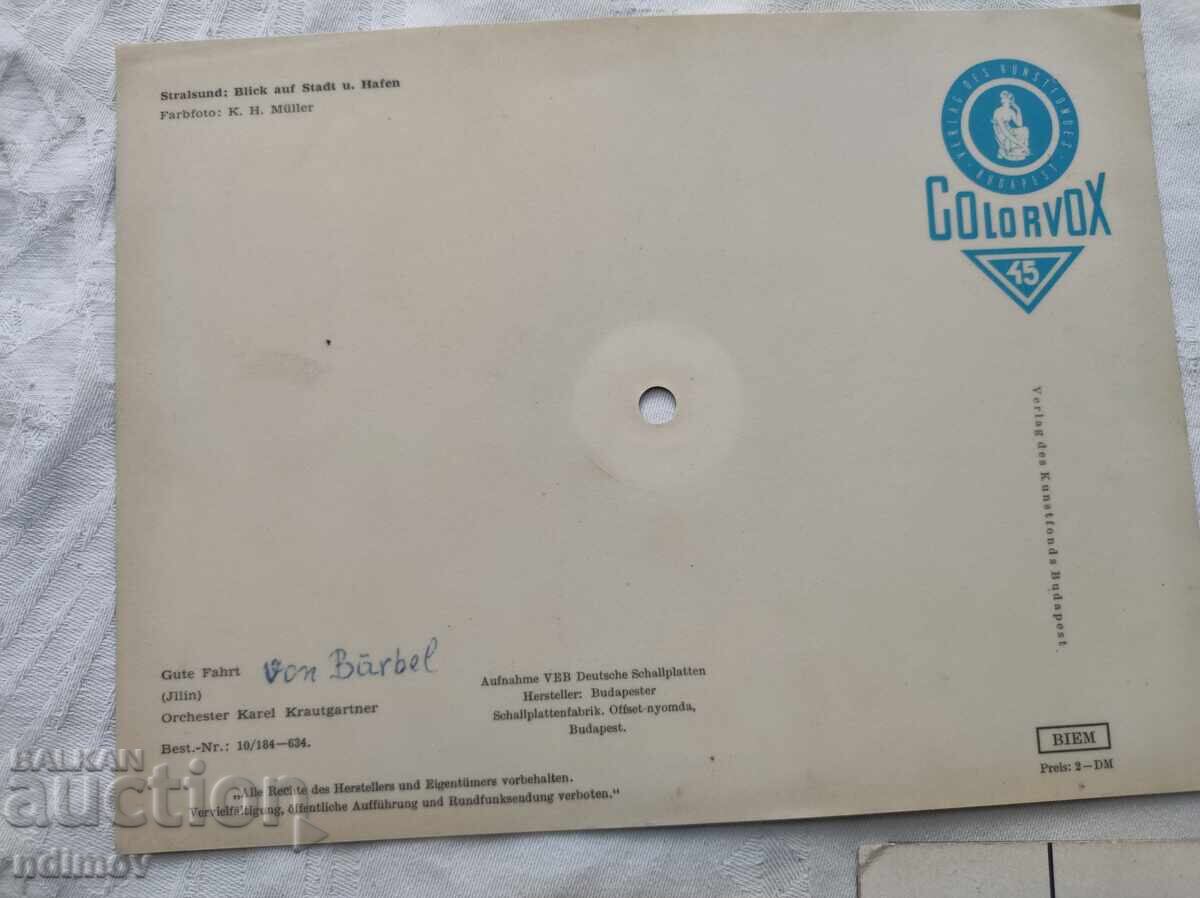 Stralsund: Blick auf Stadt u. Hafen
Farbfoto: K. H. Müller
VERLAG DES KUNSTFONDES · BUDAPEST ·
COLORVOX
45
Verlag des Kunstfonds Budapest.
Gute Fahrt von Bärbel
(Jilin)
Orchester Karel Krautgartner
Best.-Nr.: 10/184—634.
Aufnahme VEB Deutsche Schallplatten
Hersteller: Budapester
Schallplattenfabrik. Offset-nyomda,
Budapest.
BIEM
Preis: 2—DM
„Alle Rechte des Herstellers und Eigentümers vorbehalten.
Vervielfältigung, öffentliche Aufführung und Rundfunksendung verboten."
BALKAN
auction
ndimov